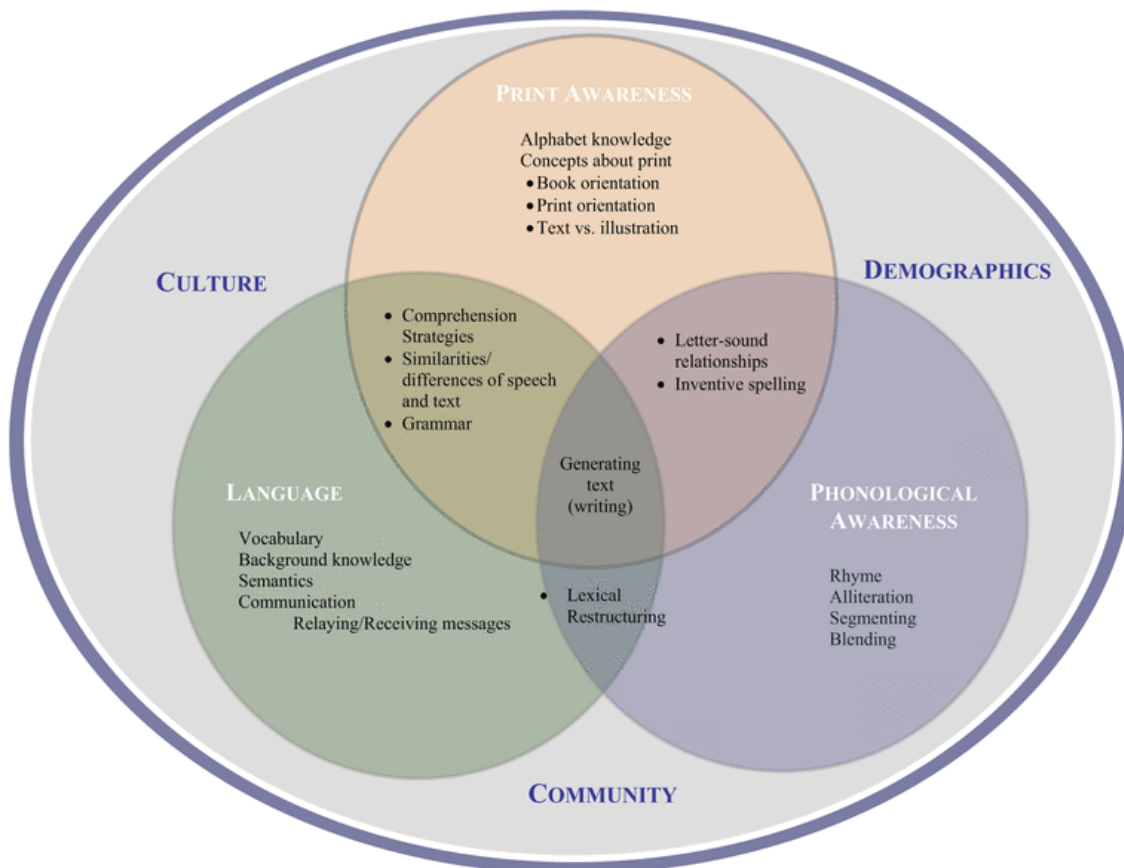 PRINT AWARENESS
Alphabet knowledge
Concepts about print
• Book orientation
• Print orientation
• Text vs. illustration
CULTURE
DEMOGRAPHICS
• Comprehension
Strategies
• Similarities/
differences of speech
and text
• Grammar
• Letter-sound
relationships
• Inventive spelling
Generating
text
(writing)
LANGUAGE
Vocabulary
Background knowledge
Semantics
Communication
Relaying/Receiving messages
PHONOLOGICAL
AWARENESS
Rhyme
Alliteration
Segmenting
Blending
• Lexical
Restructuring
COMMUNITY